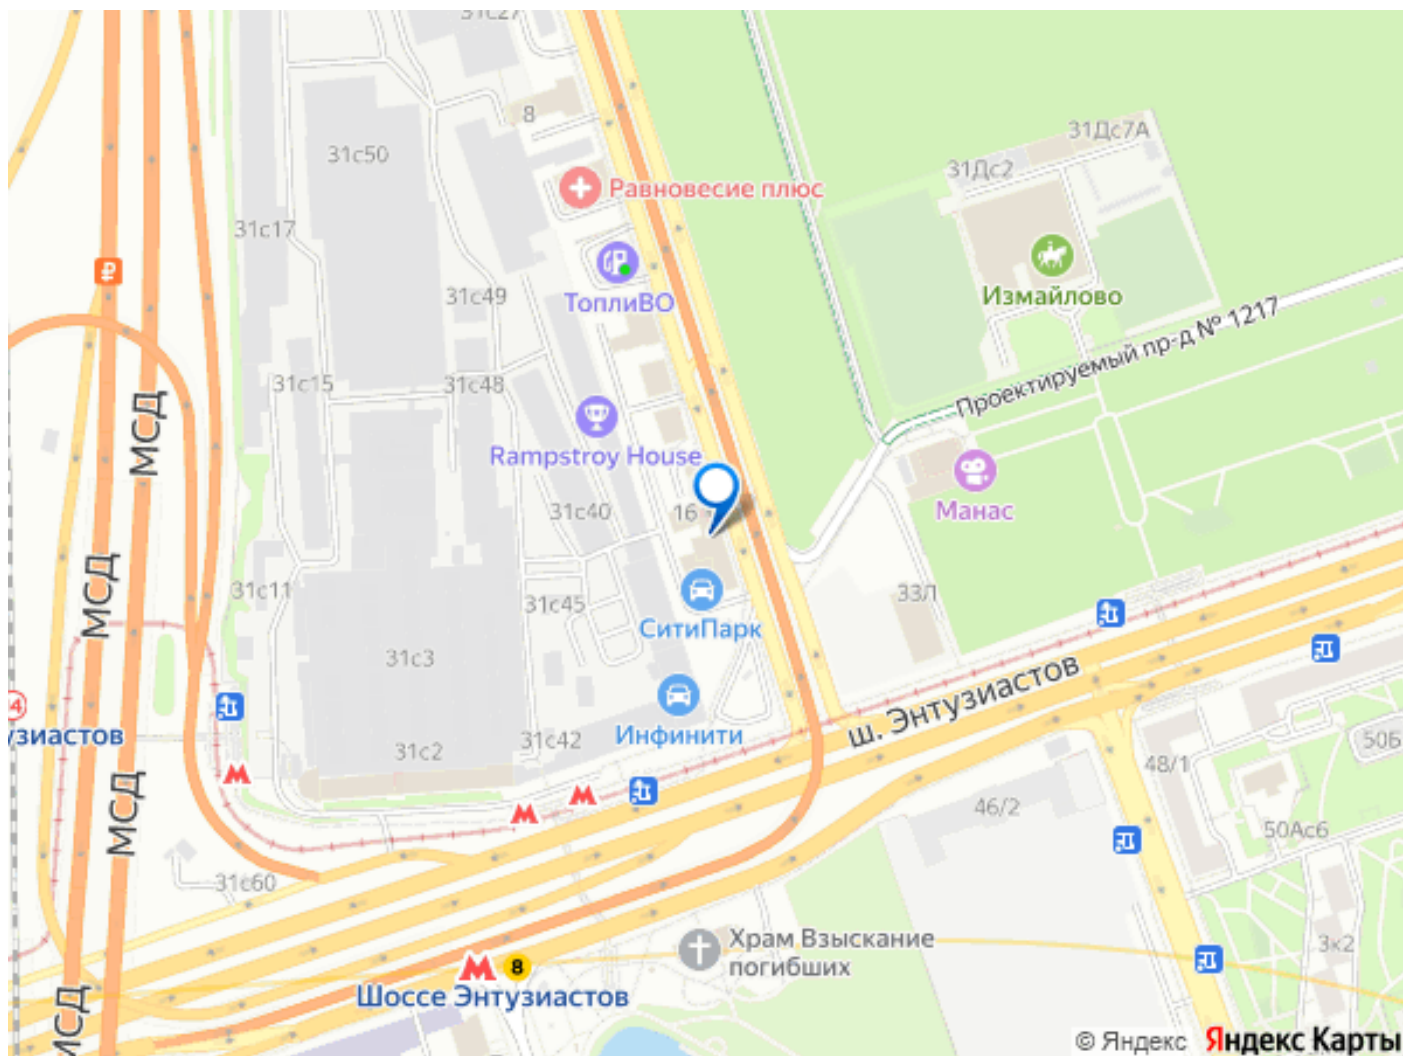 31с27
8
31Дс7А
31с50
31Дс2
Равновесие плюс
31с17
₽
31с49
ТоплиВО
Измайлово
Проектируемый пр-д № 1217
31с15
31с48
МСД
Rampstroy House
31с40
16
Манас
МСД
31с11
31с45
33Л
СитиПарк
31с3
ш. Энтузиастов
4
узиастов
31с2
31с42
Инфинити
48/1
50Б
МСД
46/2
50Ас6
31с60
Храм Взыскание
погибших
3к2
8
Шоссе Энтузиастов
МСД
© Яндекс Яндекс Карты